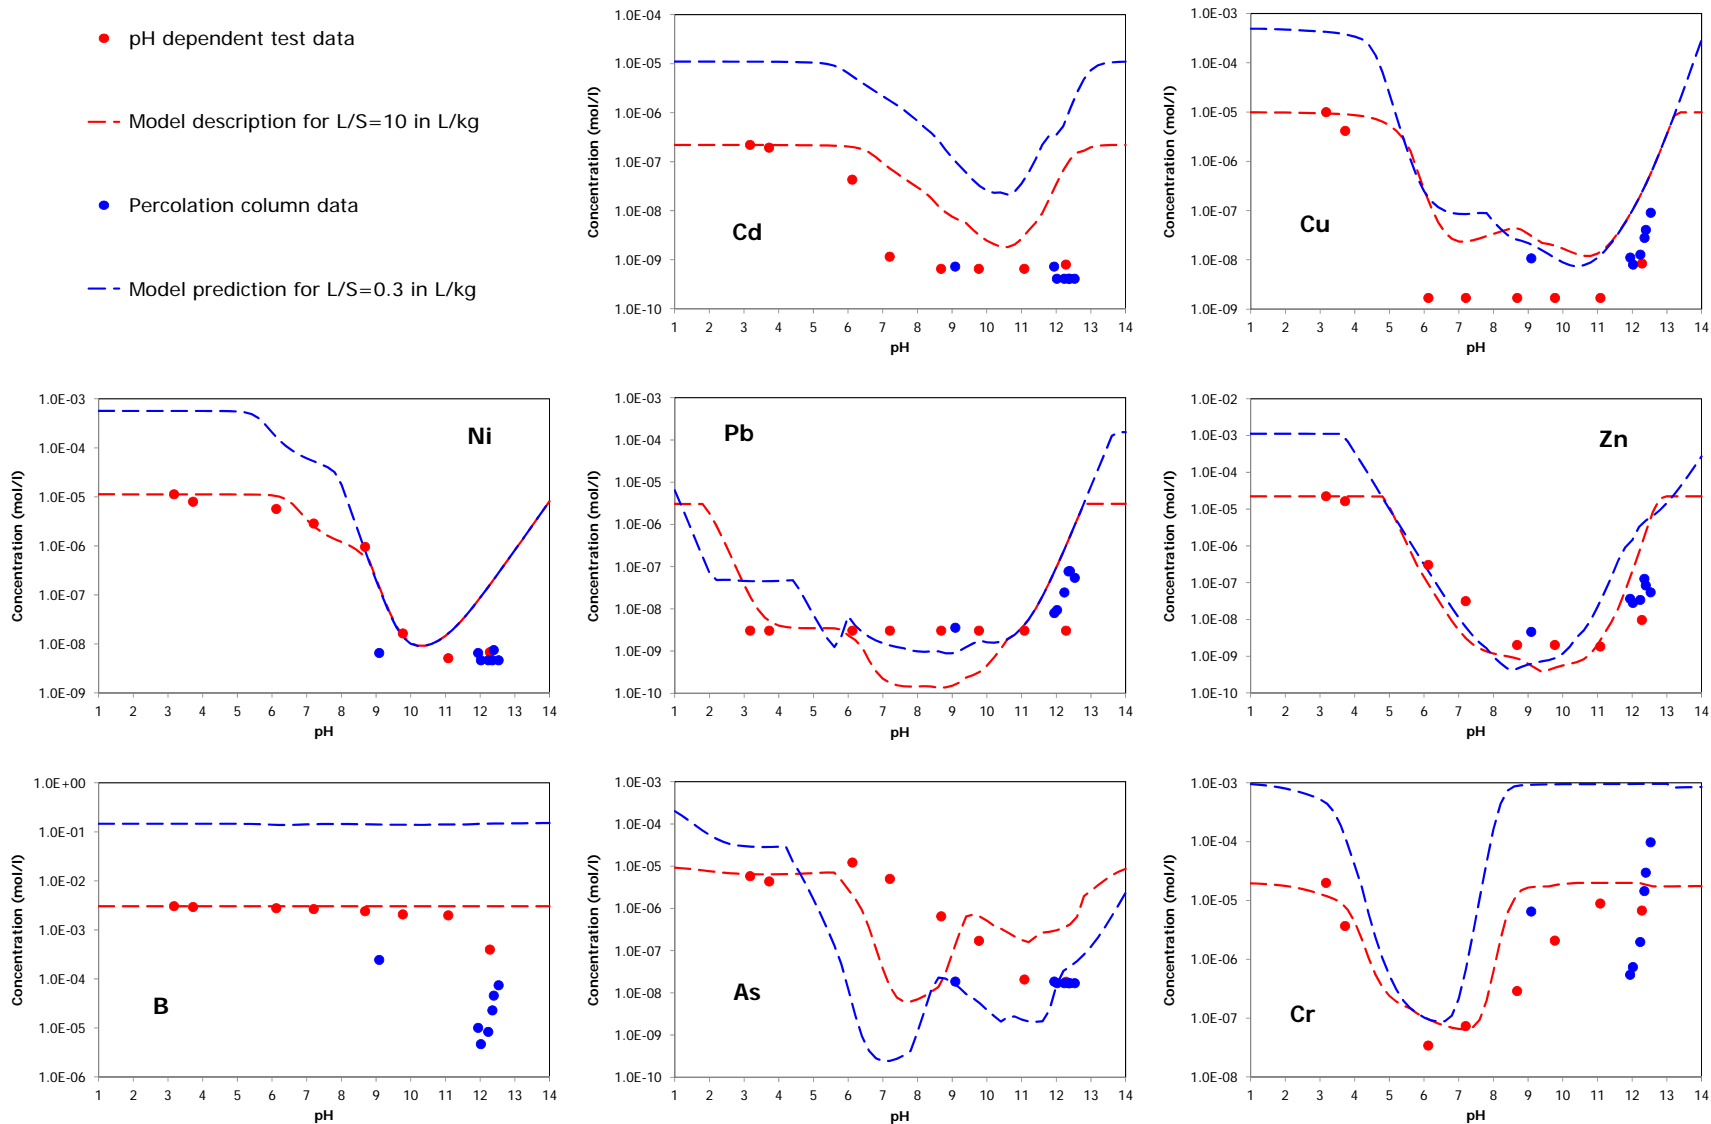 pH dependent test data
Model description for L/S=10 in L/kg
Percolation column data
Model prediction for L/S=0.3 in L/kg
Concentration (mol/l)
1.0E-04
1.0E-05
1.0E-06
1.0E-07
1.0E-08
1.0E-09
1.0E-10
Cd
1 2 3 4 5 6 7 8 9 10 11 12 13 14
pH
Concentration (mol/l)
1.0E-03
1.0E-04
1.0E-05
1.0E-06
1.0E-07
1.0E-08
1.0E-09
Cu
1 2 3 4 5 6 7 8 9 10 11 12 13 14
pH
Concentration (mol/l)
1.0E-03
1.0E-04
1.0E-05
1.0E-06
1.0E-07
1.0E-08
1.0E-09
Ni
1 2 3 4 5 6 7 8 9 10 11 12 13 14
pH
Concentration (mol/l)
1.0E-03
1.0E-04
1.0E-05
1.0E-06
1.0E-07
1.0E-08
1.0E-09
1.0E-10
Pb
1 2 3 4 5 6 7 8 9 10 11 12 13 14
pH
Concentration (mol/l)
1.0E-02
1.0E-03
1.0E-04
1.0E-05
1.0E-06
1.0E-07
1.0E-08
1.0E-09
1.0E-10
Zn
1 2 3 4 5 6 7 8 9 10 11 12 13 14
pH
Concentration (mol/l)
1.0E+00
1.0E-01
1.0E-02
1.0E-03
1.0E-04
1.0E-05
1.0E-06
B
1 2 3 4 5 6 7 8 9 10 11 12 13 14
pH
Concentration (mol/l)
1.0E-03
1.0E-04
1.0E-05
1.0E-06
1.0E-07
1.0E-08
1.0E-09
1.0E-10
As
1 2 3 4 5 6 7 8 9 10 11 12 13 14
pH
Concentration (mol/l)
1.0E-03
1.0E-04
1.0E-05
1.0E-06
1.0E-07
1.0E-08
Cr
1 2 3 4 5 6 7 8 9 10 11 12 13 14
pH